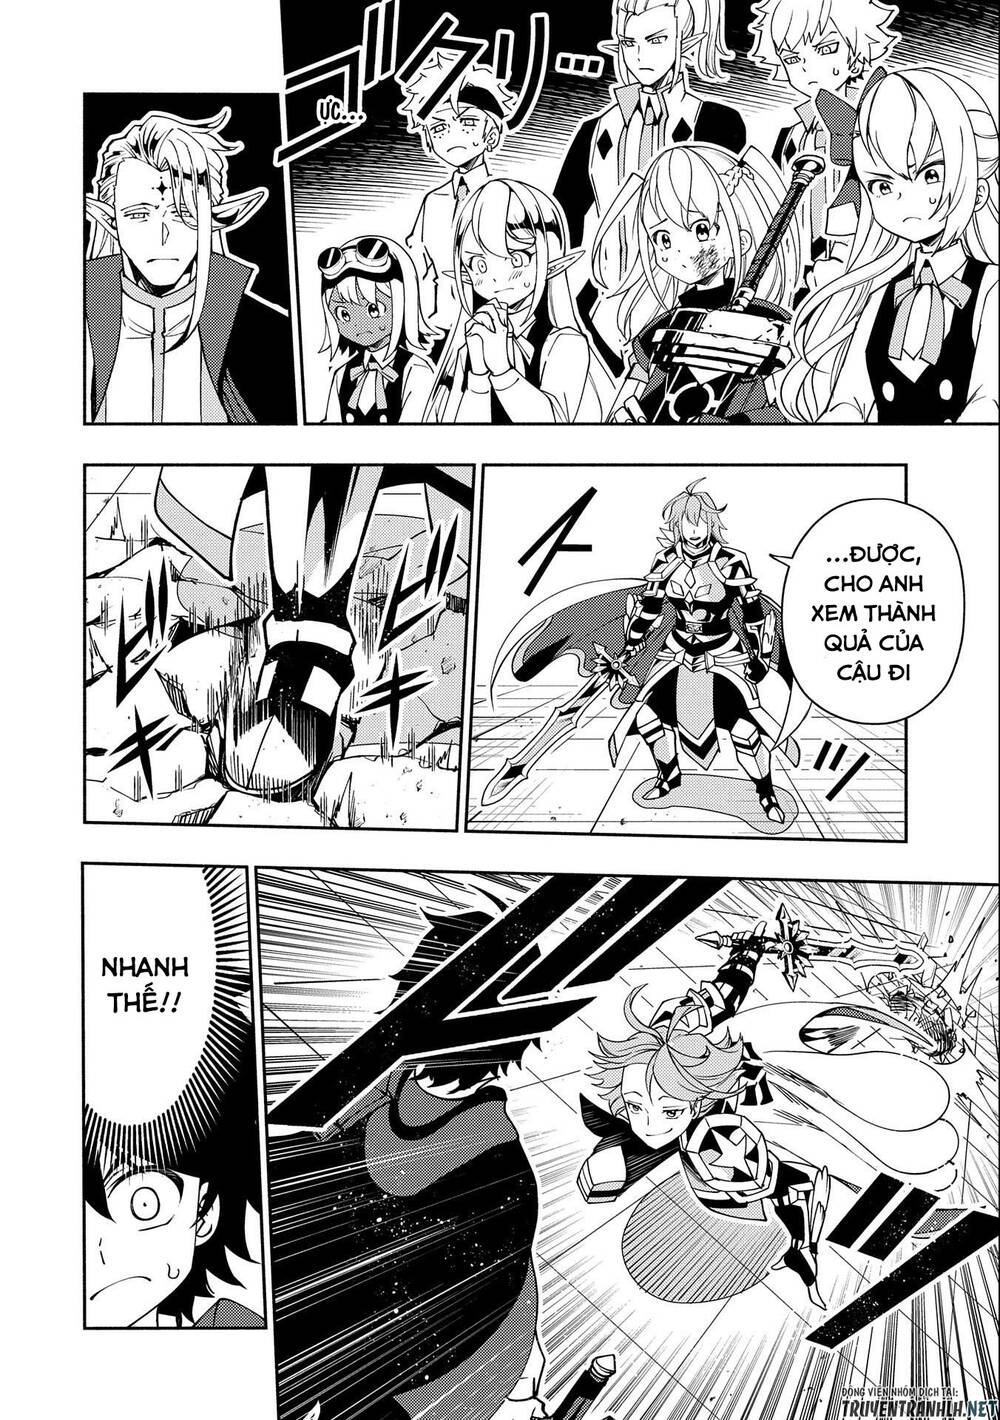 ゴクリ…
ỰC...
...ĐƯỢC,
CHO ANH
XEM THÀNH
QUẢ CỦA
CẬU ĐI
NHANH
THẾ!!
ĐỘNG VIÊN NHÓM DỊCH TẠI:
TRUYENTRANHLH.NET